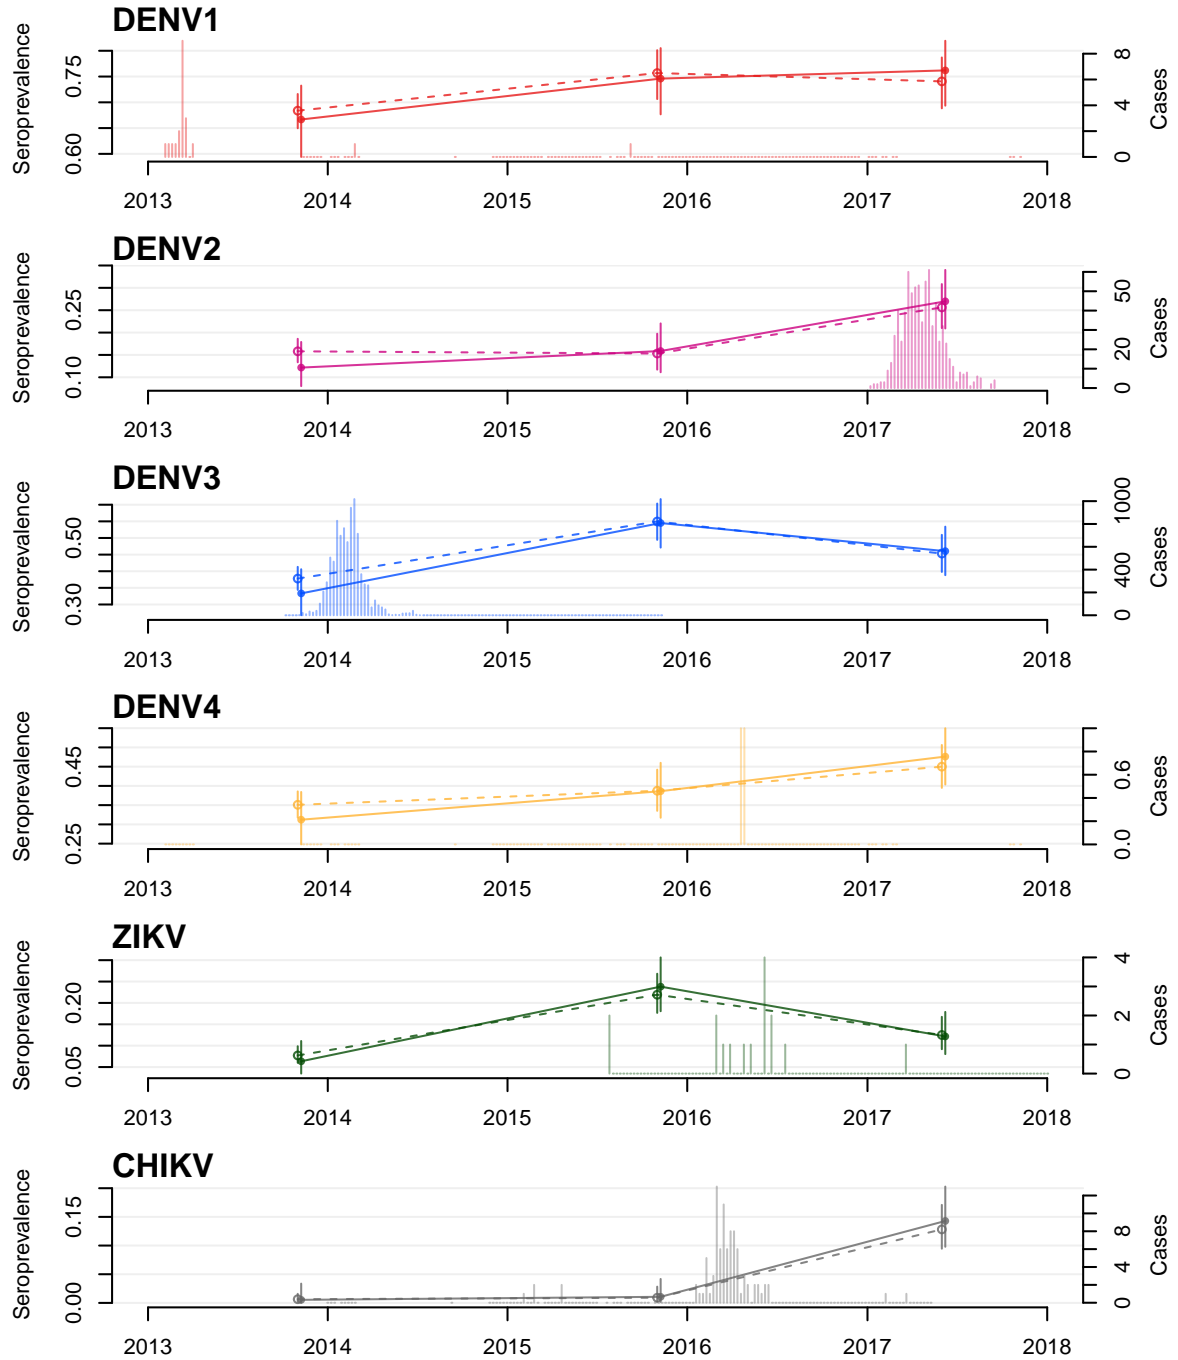 DENV1
Seroprevalence
0.60 0.75
0 4 8
Cases
2013 2014 2015 2016 2017 2018
DENV2
Seroprevalence
0.10 0.25
0 20 50
Cases
2013 2014 2015 2016 2017 2018
DENV3
Seroprevalence
0.30 0.50
0 400 1000
Cases
2013 2014 2015 2016 2017 2018
DENV4
Seroprevalence
0.25 0.45
0.0 0.6
Cases
2013 2014 2015 2016 2017 2018
ZIKV
Seroprevalence
0.05 0.20
0 2 4
Cases
2013 2014 2015 2016 2017 2018
CHIKV
Seroprevalence
0.00 0.15
0 4 8
Cases
2013 2014 2015 2016 2017 2018